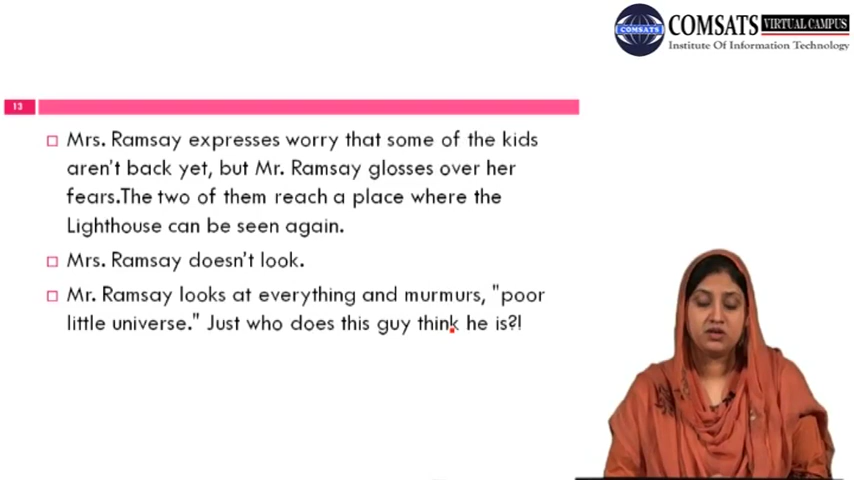 COMSATS
COMSATS VIRTUAL CAMPUS
Institute Of Information Technology
13
Mrs. Ramsay expresses worry that some of the kids
aren't back yet, but Mr. Ramsay glosses over her
fears.The two of them reach a place where the
Lighthouse can be seen again.
Mrs. Ramsay doesn't look.
Mr. Ramsay looks at everything and murmurs, "poor
little universe." Just who does this guy think he is?!